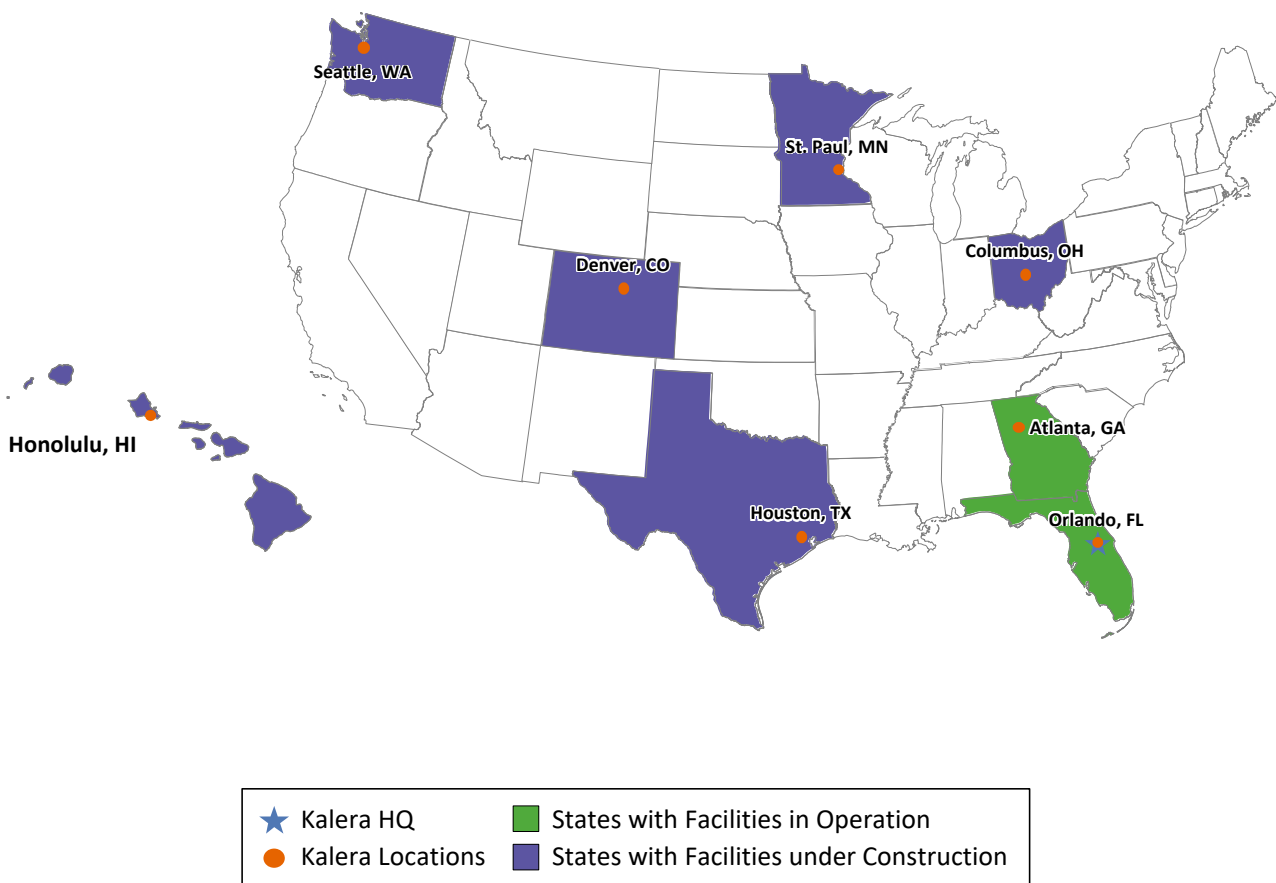 Seattle, WA
St. Paul, MN
Columbus, OH
Denver, CO
Atlanta, GA
Honolulu, HI
Houston, TX
Orlando, FL
Kalera HQ
States with Facilities in Operation
Kalera Locations
States with Facilities under Construction